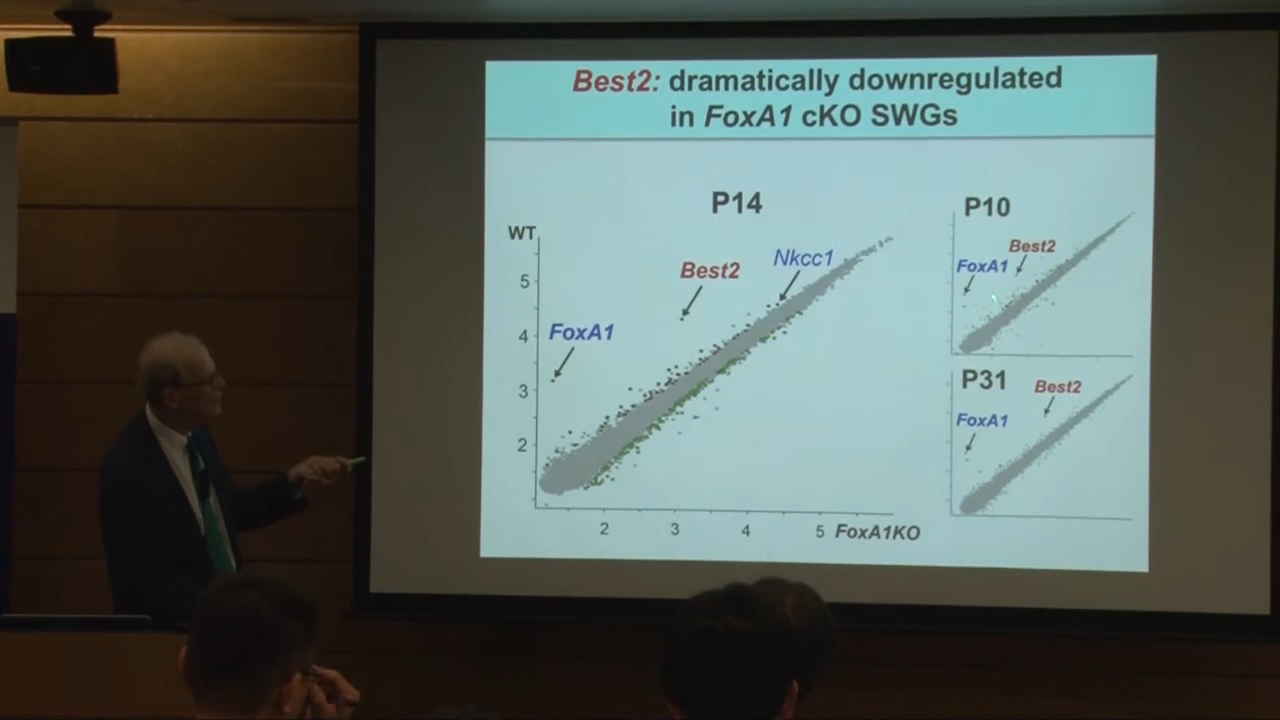 Best2: dramatically downregulated
in FoxA1 cKO SWGs
P14
WT
5
4
3
2
2
3
4
5
FoxA1KO
FoxA1
Best2
Nkcc1
P10
FoxA1
Best2
P31
FoxA1
Best2